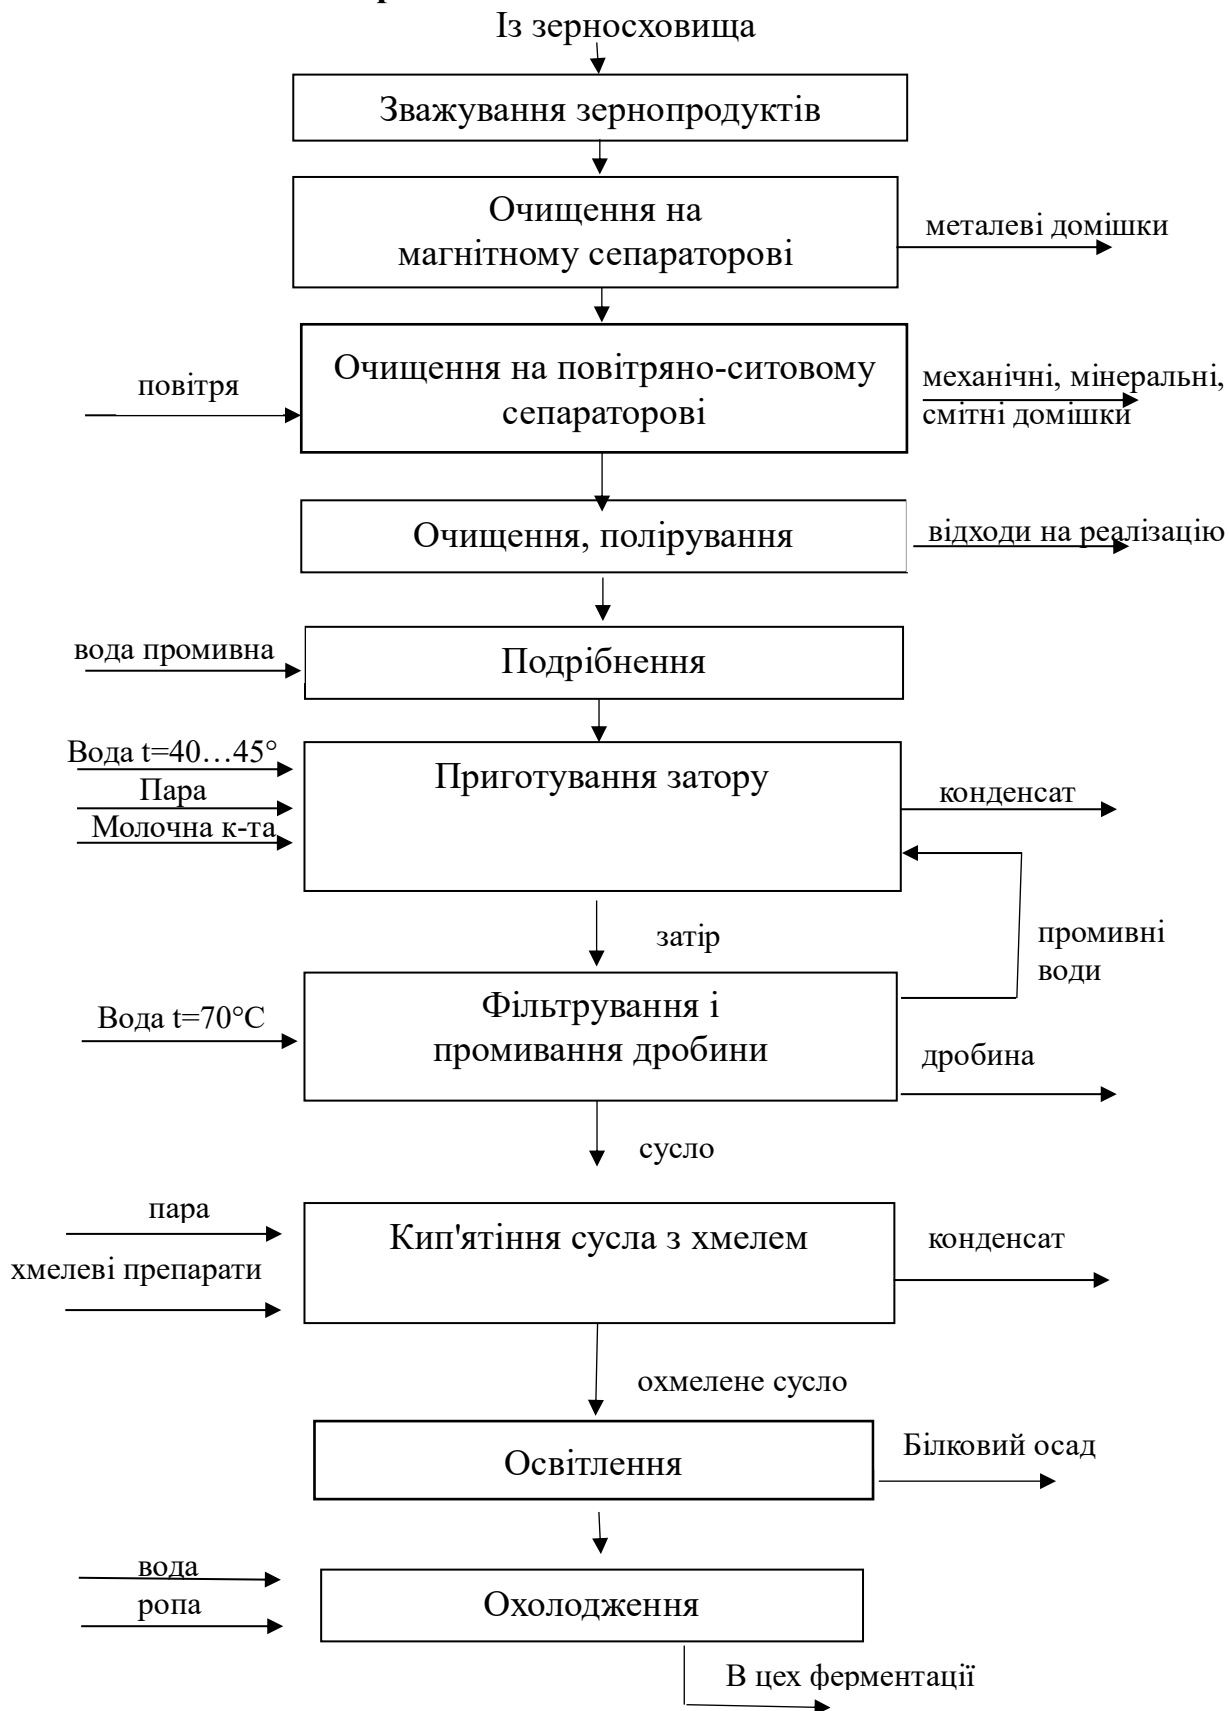 Із зерносховища
Зважування зернопродуктів
Очищення на
магнітному сепараторові
металеві домішки
повітря
Очищення на повітряно-ситовому
сепараторові
механічні, мінеральні,
смітні домішки
Очищення, полірування
відходи на реалізацію
вода промивна
Подрібнення
Вода t=40…45°
Пара
Молочна к-та
Приготування затору
конденсат
затір
промивні
води
Вода t=70°C
Фільтрування і
промивання дробини
дробина
сусло
пара
хмелеві препарати
Кип'ятіння сусла з хмелем
конденсат
охмелене сусло
Освітлення
Білковий осад
вода
ропа
Охолодження
В цех ферментації